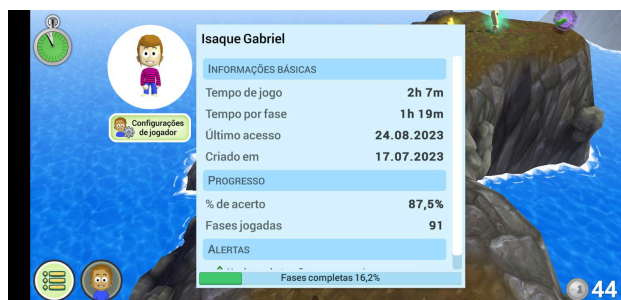 Isaque Gabriel
INFORMAÇÕES BÁSICAS
Tempo de jogo 2h 7m
Tempo por fase 1h 19m
Último acesso 24.08.2023
Criado em 17.07.2023
PROGRESSO
% de acerto 87,5%
Fases jogadas 91
ALERTAS
Fases completas 16,2%
Configurações
de jogador
44